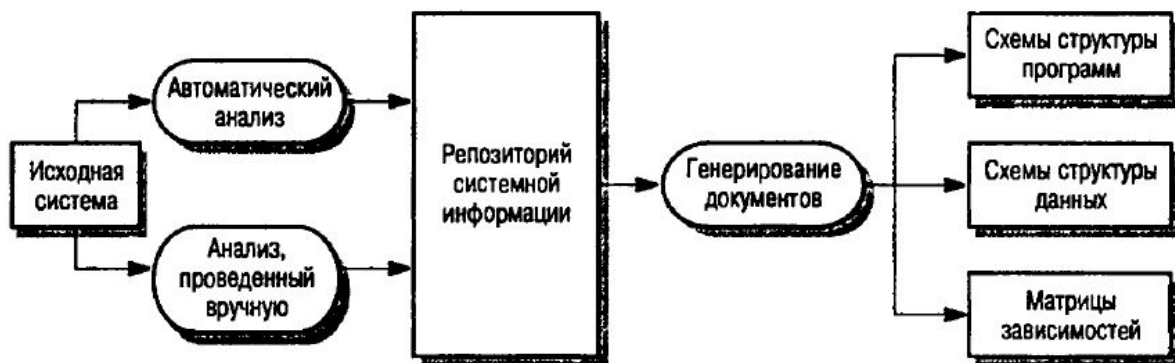 Исходная
система
Автоматический
анализ
Анализ,
проведенный
вручную
Репозиторий
системной
информации
Генерирование
документов
Схемы структуры
программ
Схемы структуры
данных
Матрицы
зависимостей